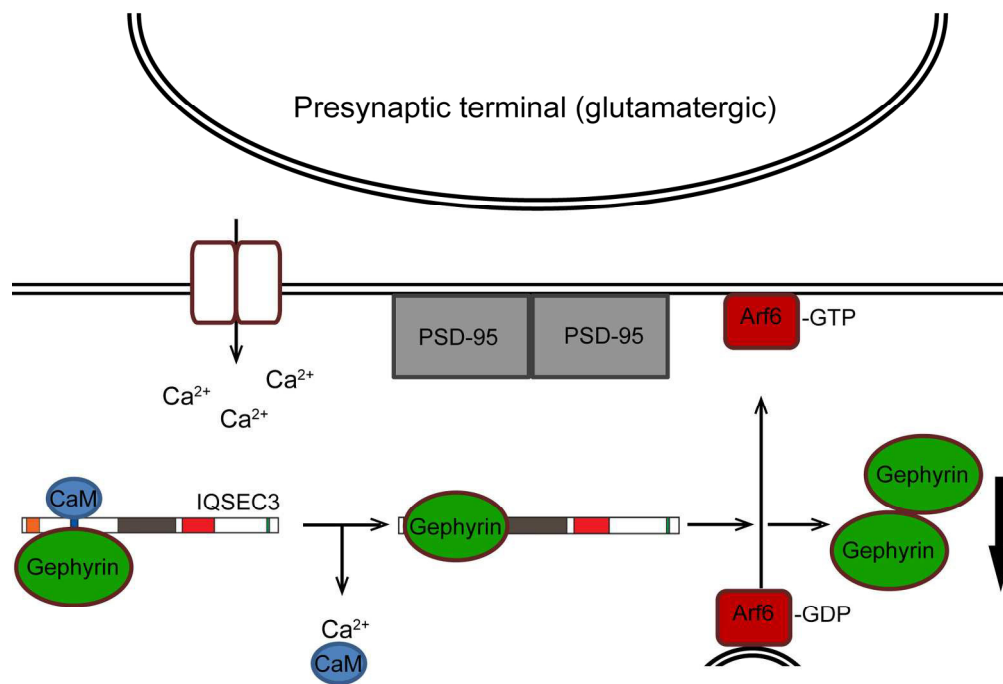 Presynaptic terminal (glutamatergic)
PSD-95
PSD-95
Arf6
-GTP
Ca²⁺
Ca²⁺
Ca²⁺
CaM
IQSEC3
Gephyrin
Gephyrin
Gephyrin
Gephyrin
Arf6
-GDP
Ca²⁺
CaM